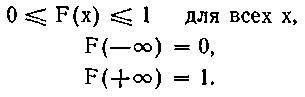 0 ⩽ F(x) ⩽ 1 для всех x,
F(−∞) = 0,
F(+∞) = 1.